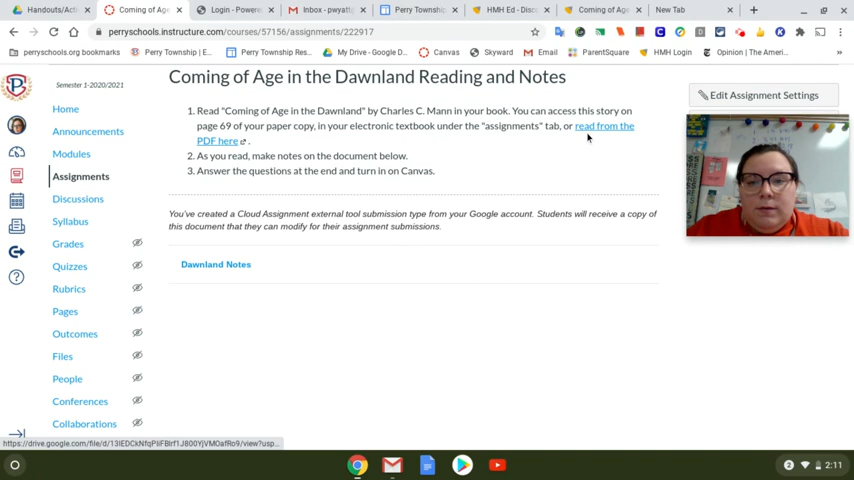 Handouts/Acti
Coming of Age
Login - Powere
Inbox - pwyatt
Perry Township
HMH Ed - Disco
Coming of Age
New Tab
perryschools.instructure.com/courses/57156/assignments/222917
perryschools.org bookmarks
Perry Township | E...
Perry Township Res...
My Drive - Google D...
Canvas
Skyward
Email
ParentSquare
HMH Login
Opinion | The Ameri...
Semester 1-2020/2021
Home
Announcements
Modules
Assignments
Discussions
Syllabus
Grades
Quizzes
Rubrics
Pages
Outcomes
Files
People
Conferences
Collaborations
Coming of Age in the Dawnland Reading and Notes
1. Read "Coming of Age in the Dawnland" by Charles C. Mann in your book. You can access this story on
page 69 of your paper copy, in your electronic textbook under the "assignments" tab, or read from the
PDF here .
2. As you read, make notes on the document below.
3. Answer the questions at the end and turn in on Canvas.
You've created a Cloud Assignment external tool submission type from your Google account. Students will receive a copy of
this document that they can modify for their assignment submissions.
Dawnland Notes
Edit Assignment Settings
2 2:11